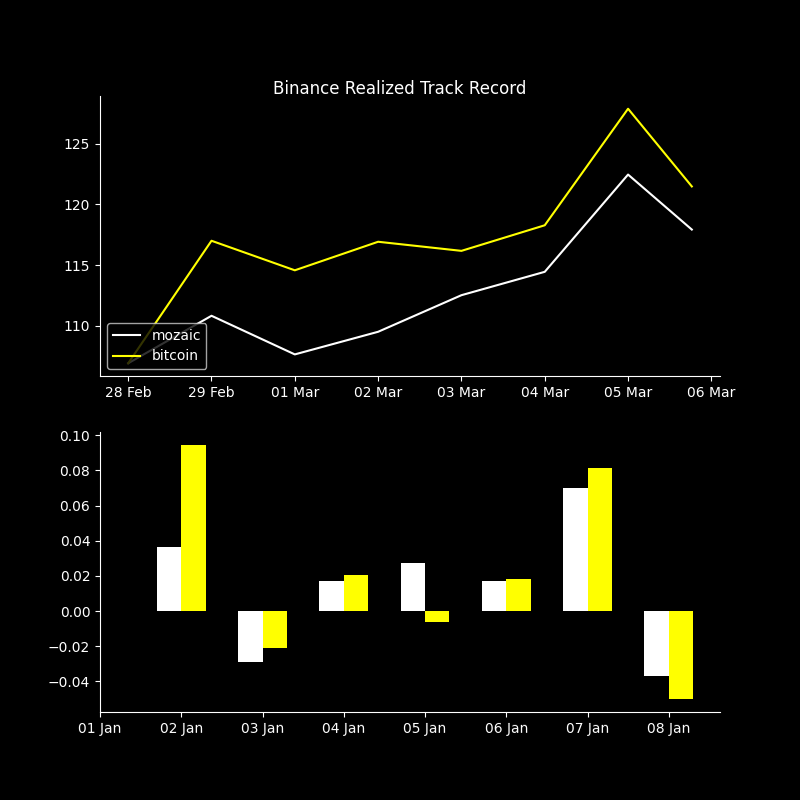 Binance Realized Track Record
125
120
115
110
mozaic
bitcoin
28 Feb 29 Feb 01 Mar 02 Mar 03 Mar 04 Mar 05 Mar 06 Mar
0.10
0.08
0.06
0.04
0.02
0.00
−0.02
−0.04
01 Jan 02 Jan 03 Jan 04 Jan 05 Jan 06 Jan 07 Jan 08 Jan